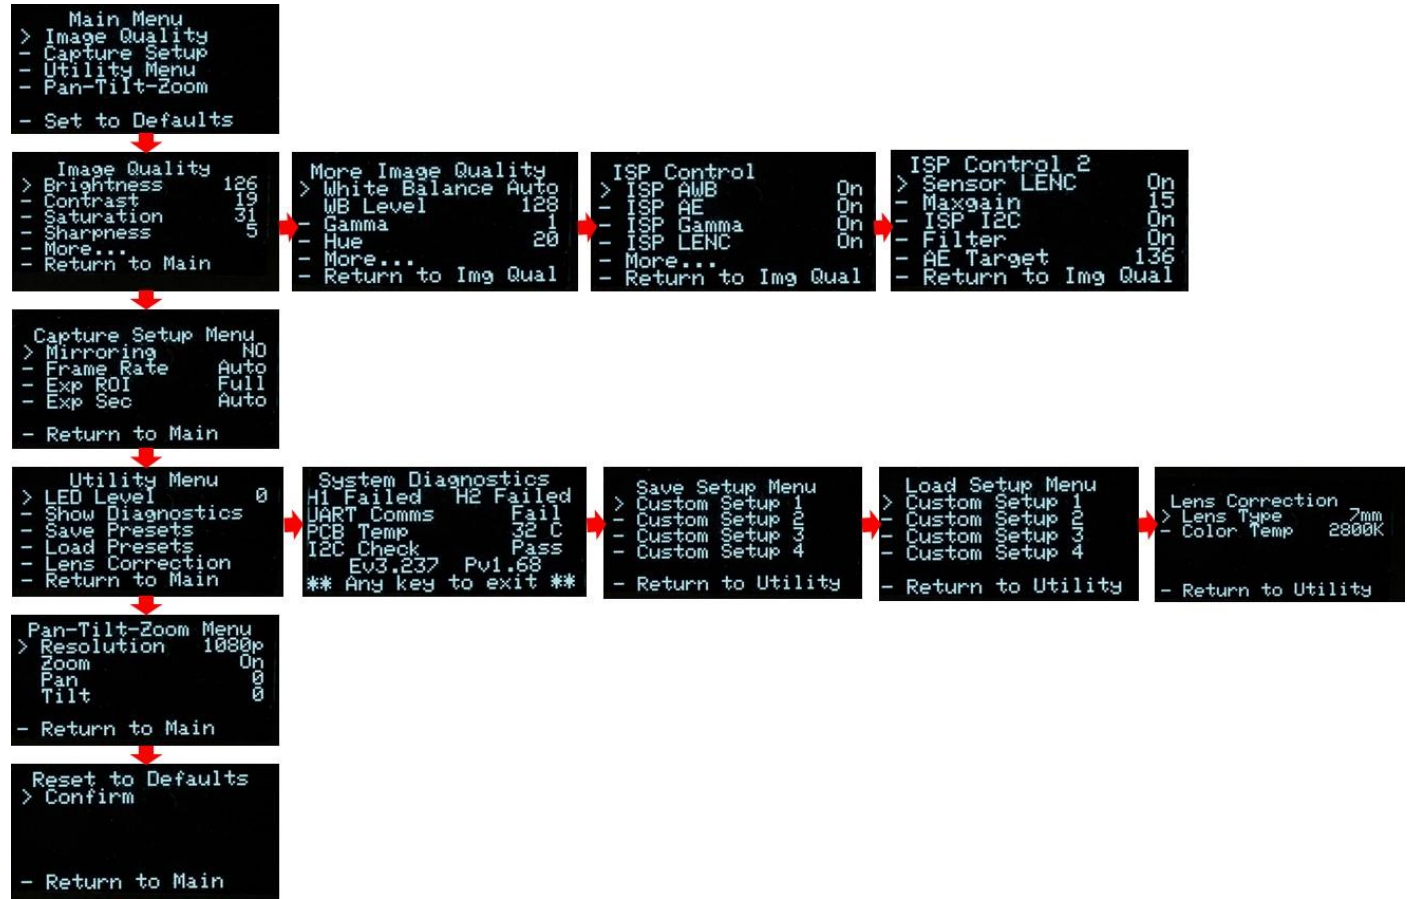 Main Menu
> Image Quality
- Capture Setup
- Utility Menu
- Pan-Tilt-Zoom
- Set to Defaults
Image Quality
> Brightness 126
- Contrast 19
- Saturation 31
- Sharpness 5
- More...
- Return to Main
More Image Quality
> White Balance Auto
WB Level 128
- Gamma 1
- Hue 20
- More...
- Return to Img Qual
ISP Control
> ISP AWB On
- ISP AE On
- ISP Gamma On
- ISP LENC On
- More...
- Return to Img Qual
ISP Control 2
> Sensor LENC On
- Maxgain 15
- ISP I2C On
- Filter On
- AE Target 136
- Return to Img Qual
Capture Setup Menu
> Mirroring NO
- Frame Rate Auto
- Exp ROI Full
- Exp Sec Auto
- Return to Main
Utility Menu
> LED Level 0
- Show Diagnostics
- Save Presets
- Load Presets
- Lens Correction
- Return to Main
System Diagnostics
H1 Failed H2 Failed
UART Comms Fail
PCB Temp 32 C
I2C Check Pass
Ev3.237 Pv1.68
** Any key to exit **
Save Setup Menu
> Custom Setup 1
- Custom Setup 2
- Custom Setup 3
- Custom Setup 4
- Return to Utility
Load Setup Menu
> Custom Setup 1
- Custom Setup 2
- Custom Setup 3
- Custom Setup 4
- Return to Utility
Lens Correction
> Lens Type 7mm
- Color Temp 2800K
- Return to Utility
Pan-Tilt-Zoom Menu
> Resolution 1080p
Zoom On
Pan 0
Tilt 0
- Return to Main
Reset to Defaults
> Confirm
- Return to Main